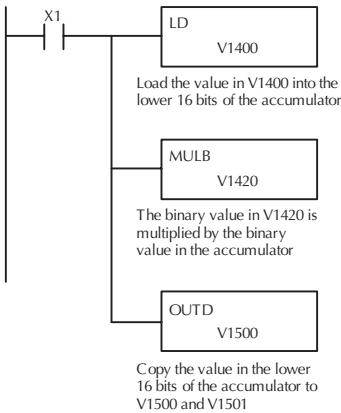 X1
LD
V1400
Load the value in V1400 into the
lower 16 bits of the accumulator
MULB
V1420
The binary value in V1420 is
multiplied by the binary
value in the accumulator
OUTD
V1500
Copy the value in the lower
16 bits of the accumulator to
V1500 and V1501